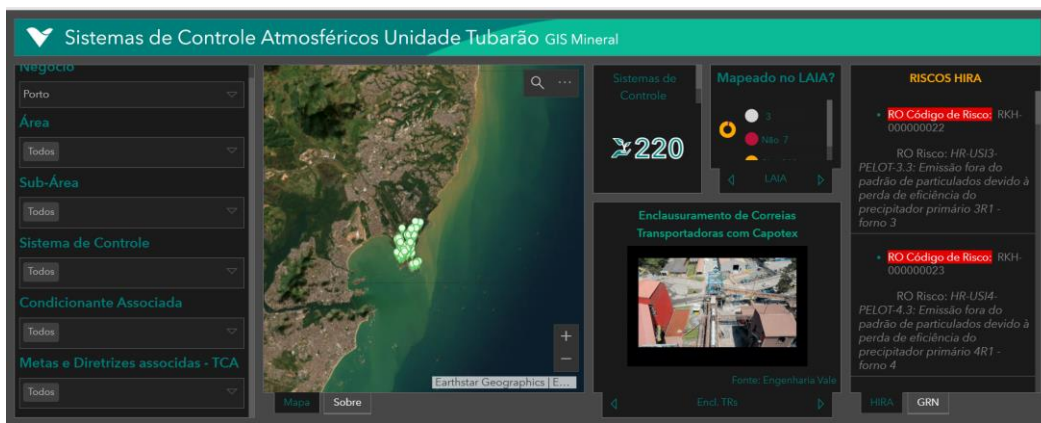 Sistemas de Controle Atmosféricos Unidade Tubarão GIS Mineral
Negócio
Porto
Área
Todos
Sub-Área
Todos
Sistema de Controle
Todos
Condicionante Associada
Todos
Metas e Diretrizes associdas - TCA
Todos
Earthstar Geographics | E...
Mapa
Sobre
Sistemas de
Controle
220
Mapeado no LAIA?
3
Não: 7
LAIA
Enclausuramento de Correias
Transportadoras com Capotex
Fonte: Engenharia Vale
Encl. TRs
RISCOS HIRA
RO Código de Risco: RKH-
000000022
RO Risco: HR-USI3-
PELOT-3.3: Emissão fora do
padrão de particulados devido à
perda de eficiência do
precipitador primário 3R1 -
forno 3
RO Código de Risco: RKH-
000000023
RO Risco: HR-USI4-
PELOT-4.3: Emissão fora do
padrão de particulados devido à
perda de eficiência do
precipitador primário 4R1 -
forno 4
HIRA
GRN